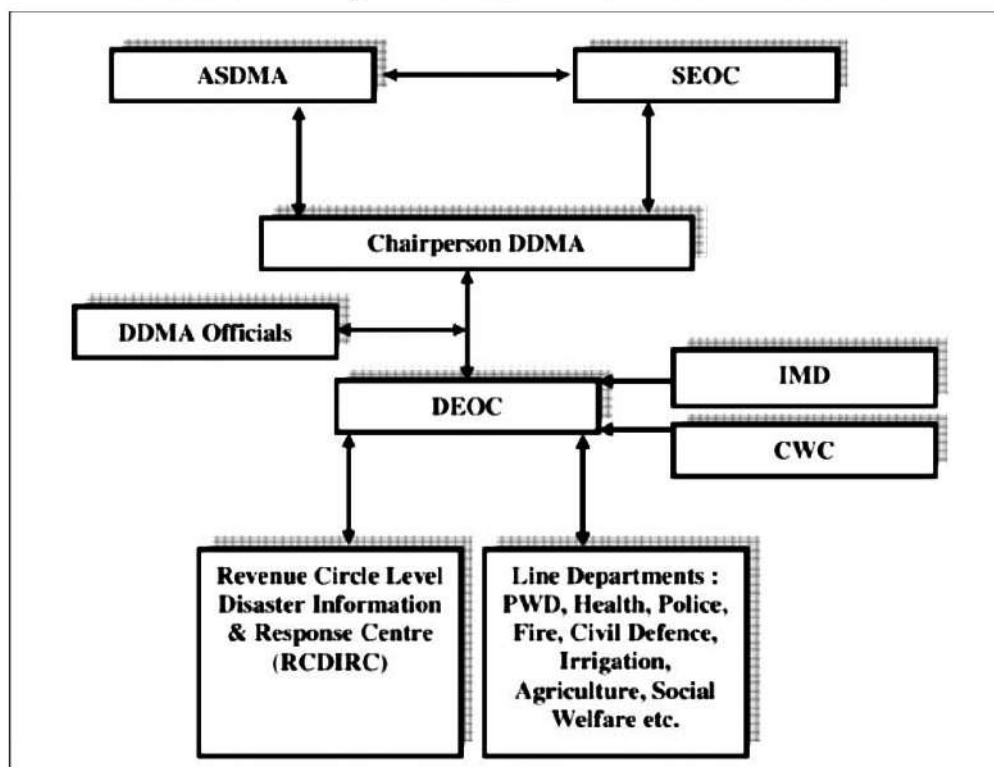 ASDMA
SEOC
Chairperson DDMA
DDMA Officials
IMD
DEOC
CWC
Revenue Circle Level
Disaster Information
& Response Centre
(RCDIRC)
Line Departments :
PWD, Health, Police,
Fire, Civil Defence,
Irrigation,
Agriculture, Social
Welfare etc.